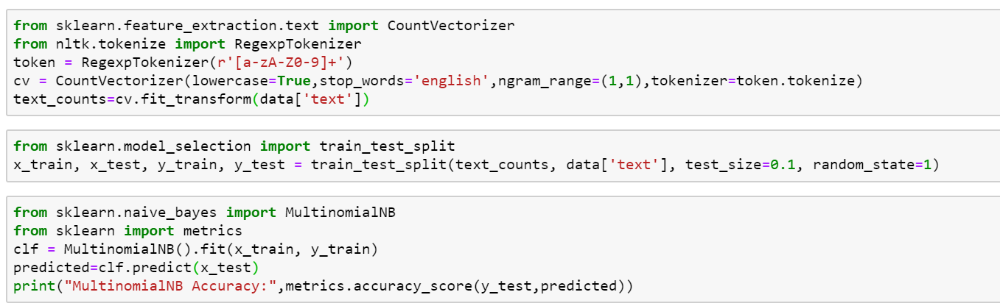 from sklearn.feature_extraction.text import CountVectorizer
from nltk.tokenize import RegexpTokenizer
token = RegexpTokenizer(r'[a-zA-Z0-9]+')
cv = CountVectorizer(lowercase=True,stop_words='english',ngram_range=(1,1),tokenizer=token.tokenize)
text_counts=cv.fit_transform(data['text'])
from sklearn.model_selection import train_test_split
x_train, x_test, y_train, y_test = train_test_split(text_counts, data['text'], test_size=0.1, random_state=1)
from sklearn.naive_bayes import MultinomialNB
from sklearn import metrics
clf = MultinomialNB().fit(x_train, y_train)
predicted=clf.predict(x_test)
print("MultinomialNB Accuracy:",metrics.accuracy_score(y_test,predicted))